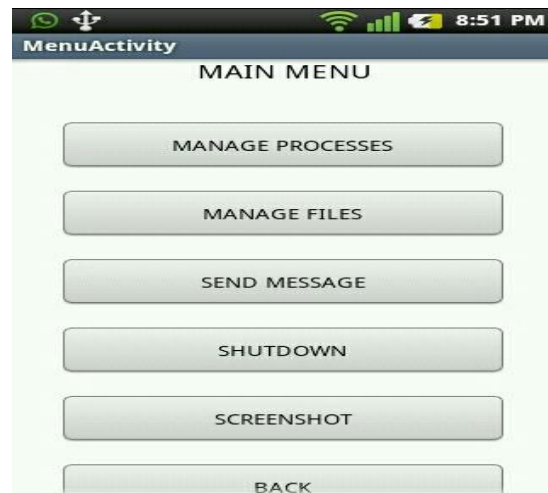 8:51 PM
MenuActivity
MAIN MENU
MANAGE PROCESSES
MANAGE FILES
SEND MESSAGE
SHUTDOWN
SCREENSHOT
BACK